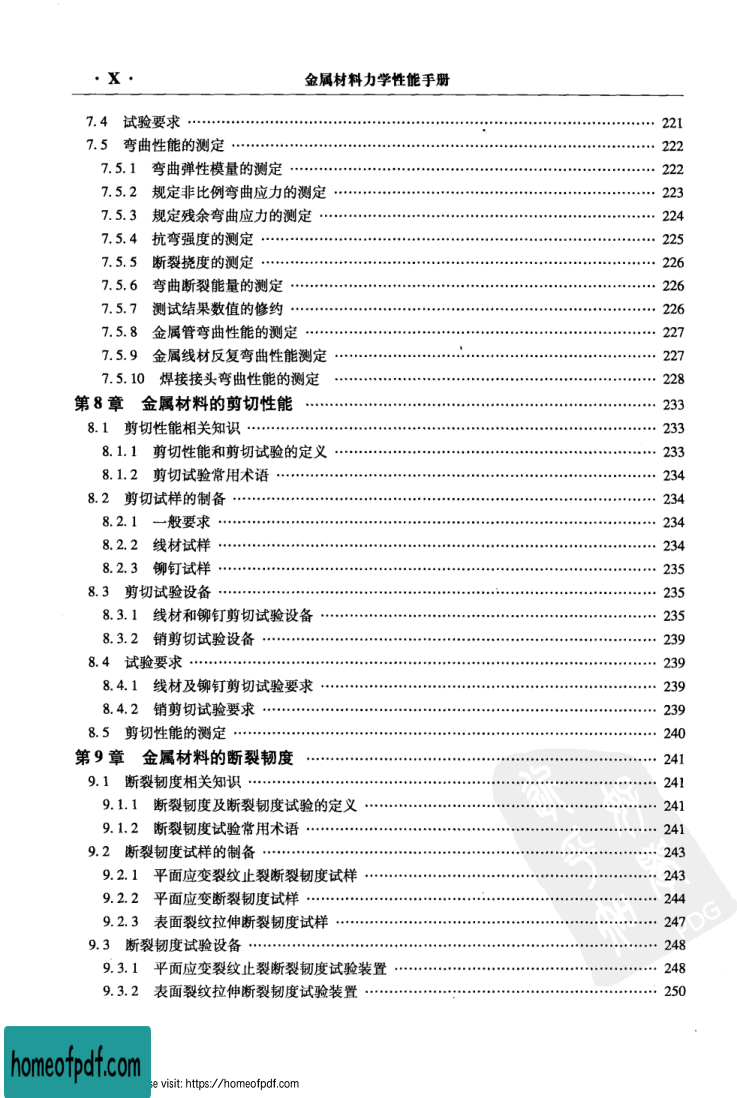 · X · 金属材料力学性能手册
7.4 试验要求 …… 221
7.5 弯曲性能的测定 …… 222
7.5.1 弯曲弹性模量的测定 …… 222
7.5.2 规定非比例弯曲应力的测定 …… 223
7.5.3 规定残余弯曲应力的测定 …… 224
7.5.4 抗弯强度的测定 …… 225
7.5.5 断裂挠度的测定 …… 226
7.5.6 弯曲断裂能量的测定 …… 226
7.5.7 测试结果数值的修约 …… 226
7.5.8 金属管弯曲性能的测定 …… 227
7.5.9 金属线材反复弯曲性能测定 …… 227
7.5.10 焊接接头弯曲性能的测定 …… 228
第8章 金属材料的剪切性能 …… 233
8.1 剪切性能相关知识 …… 233
8.1.1 剪切性能和剪切试验的定义 …… 233
8.1.2 剪切试验常用术语 …… 234
8.2 剪切试样的制备 …… 234
8.2.1 一般要求 …… 234
8.2.2 线材试样 …… 234
8.2.3 铆钉试样 …… 235
8.3 剪切试验设备 …… 235
8.3.1 线材和铆钉剪切试验设备 …… 235
8.3.2 销剪切试验设备 …… 239
8.4 试验要求 …… 239
8.4.1 线材及铆钉剪切试验要求 …… 239
8.4.2 销剪切试验要求 …… 239
8.5 剪切性能的测定 …… 240
第9章 金属材料的断裂韧度 …… 241
9.1 断裂韧度相关知识 …… 241
9.1.1 断裂韧度及断裂韧度试验的定义 …… 241
9.1.2 断裂韧度试验常用术语 …… 241
9.2 断裂韧度试样的制备 …… 243
9.2.1 平面应变裂纹止裂断裂韧度试样 …… 243
9.2.2 平面应变断裂韧度试样 …… 244
9.2.3 表面裂纹拉伸断裂韧度试样 …… 247
PDG
9.3 断裂韧度试验设备 …… 248
9.3.1 平面应变裂纹止裂断裂韧度试验装置 …… 248
9.3.2 表面裂纹拉伸断裂韧度试验装置 …… 250
homeofpdf.com
se visit: https://homeofpdf.com